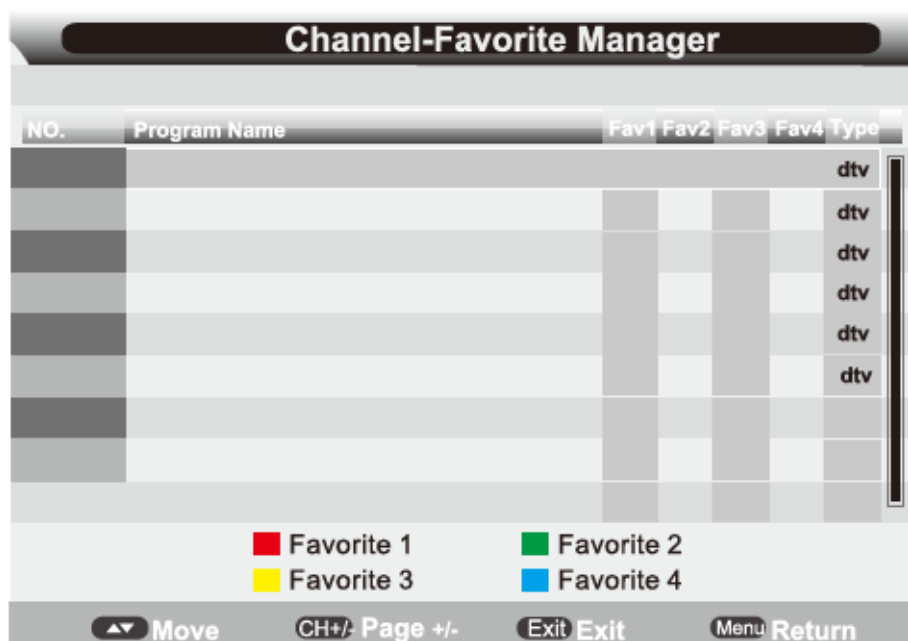 Channel-Favorite Manager
NO. Program Name Fav1 Fav2 Fav3 Fav4 Type
dtv
dtv
dtv
dtv
dtv
dtv
Favorite 1 Favorite 2
Favorite 3 Favorite 4
Move CH+/- Page +/- Exit Exit Menu Return